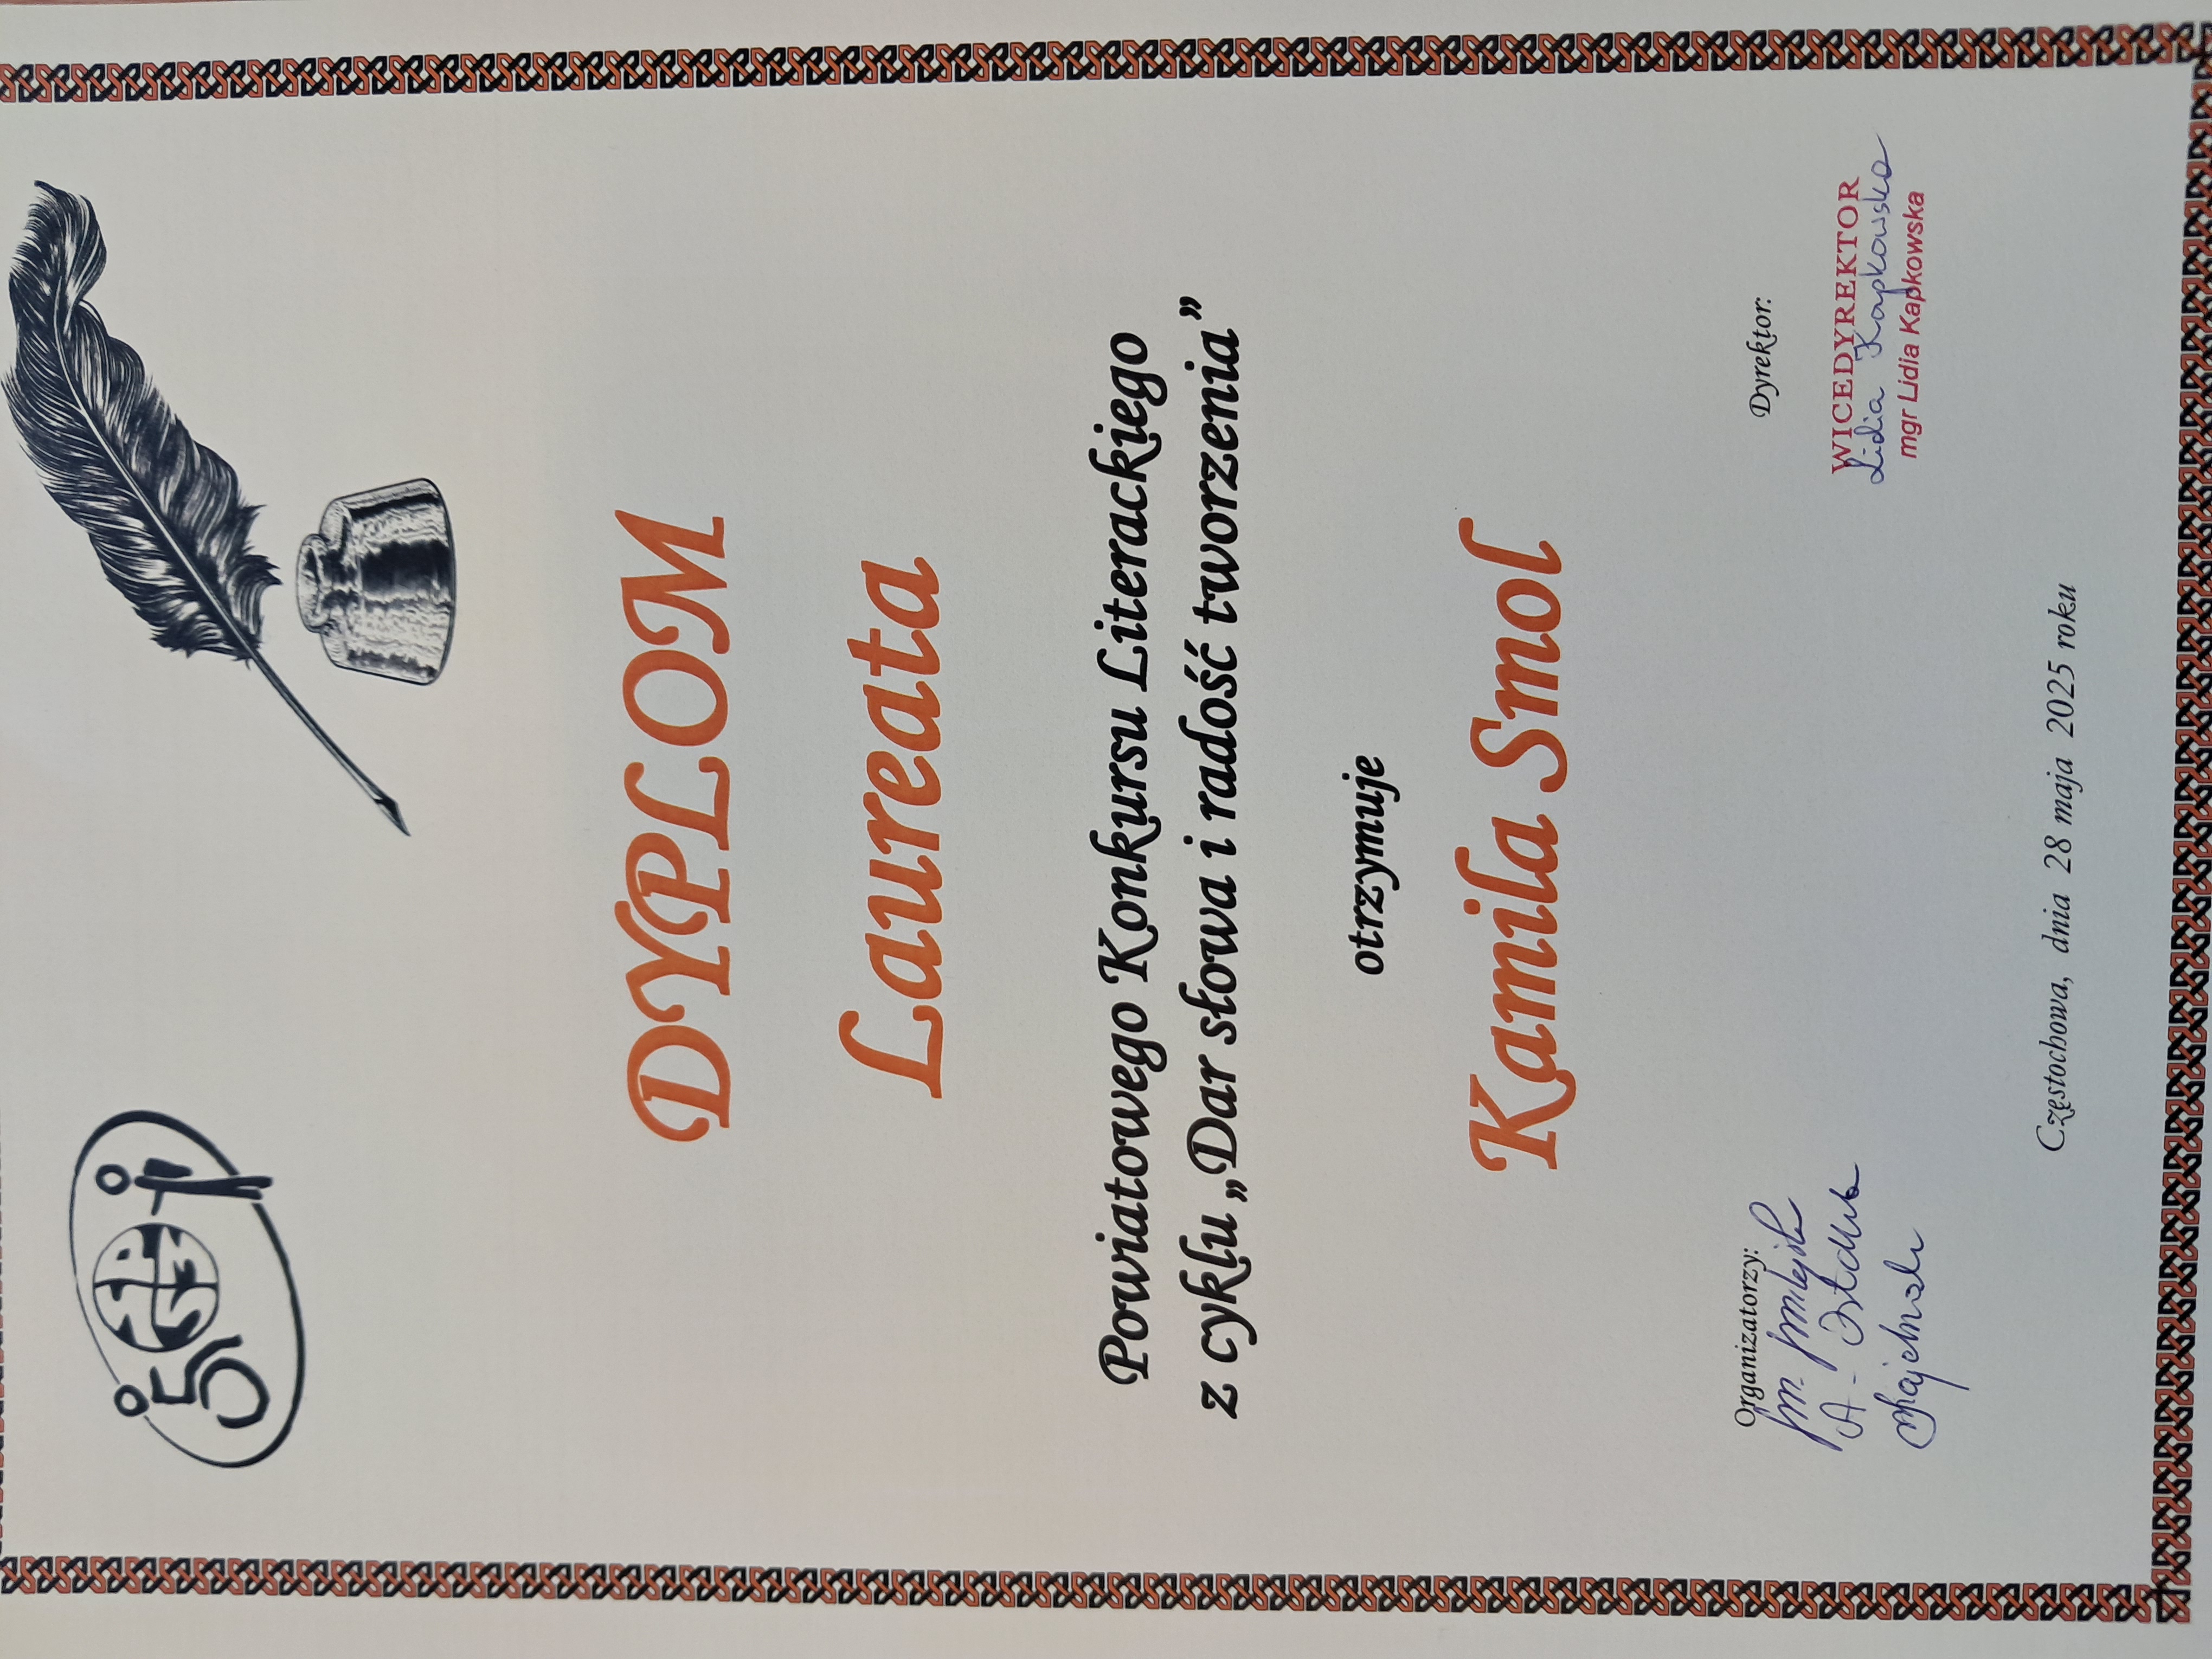 DYPLOM
Laureata
Powiatowego Konkursu Literackiego
z cyklu „Dar słowa i radość tworzenia”
otrzymuje
Kamila Smol
Organizatorzy:
Dyrektor:
WICEDYREKTOR
Lidia Kapkowska
mgr Lidia Kapkowska
Częstochowa, dnia 28 maja 2025 roku